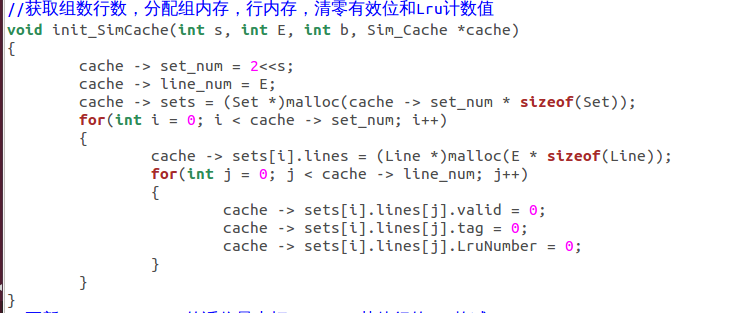 //获取组数行数，分配组内存，行内存，清零有效位和Lru计数值
void init_SimCache(int s, int E, int b, Sim_Cache *cache)
{
cache -> set_num = 2<<s;
cache -> line_num = E;
cache -> sets = (Set *)malloc(cache -> set_num * sizeof(Set));
for(int i = 0; i < cache -> set_num; i++)
{
cache -> sets[i].lines = (Line *)malloc(E * sizeof(Line));
for(int j = 0; j < cache -> line_num; j++)
{
cache -> sets[i].lines[j].valid = 0;
cache -> sets[i].lines[j].tag = 0;
cache -> sets[i].lines[j].LruNumber = 0;
}
}
}